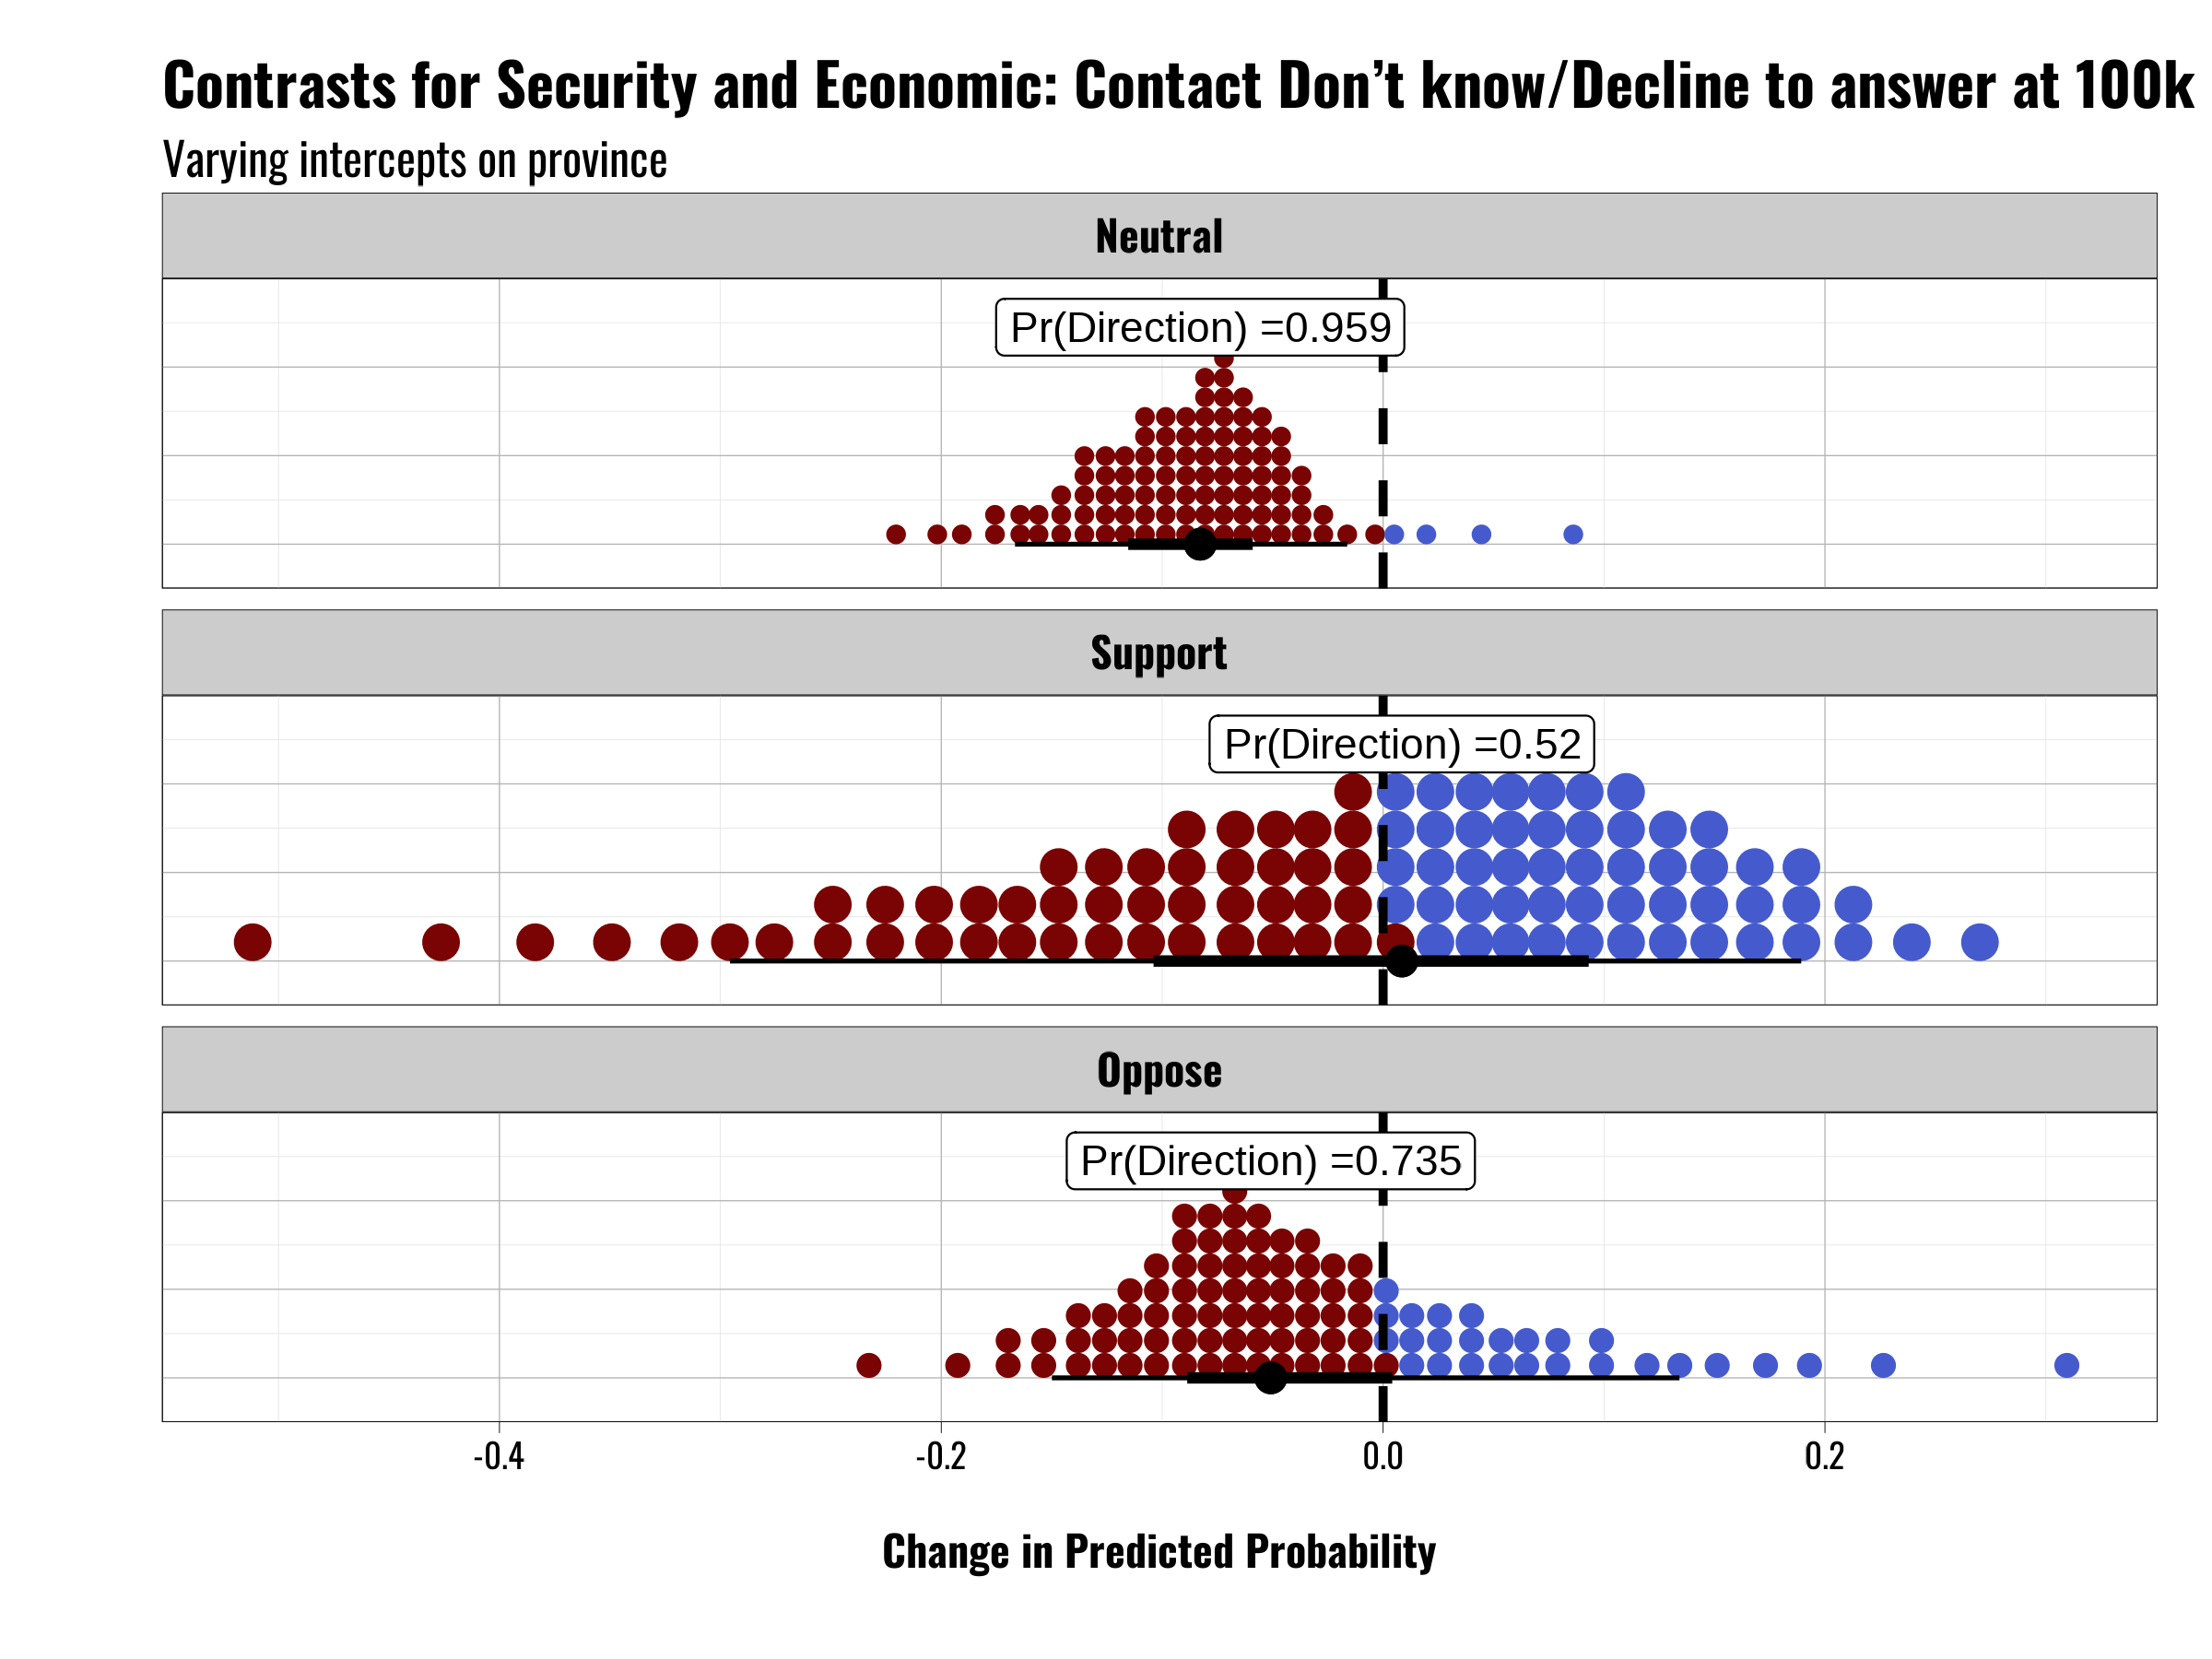 Contrasts for Security and Economic: Contact Don’t know/Decline to answer at 100k
Varying intercepts on province
Neutral
Pr(Direction) =0.959
Support
Pr(Direction) =0.52
Oppose
Pr(Direction) =0.735
-0.4 -0.2 0.0 0.2
Change in Predicted Probability